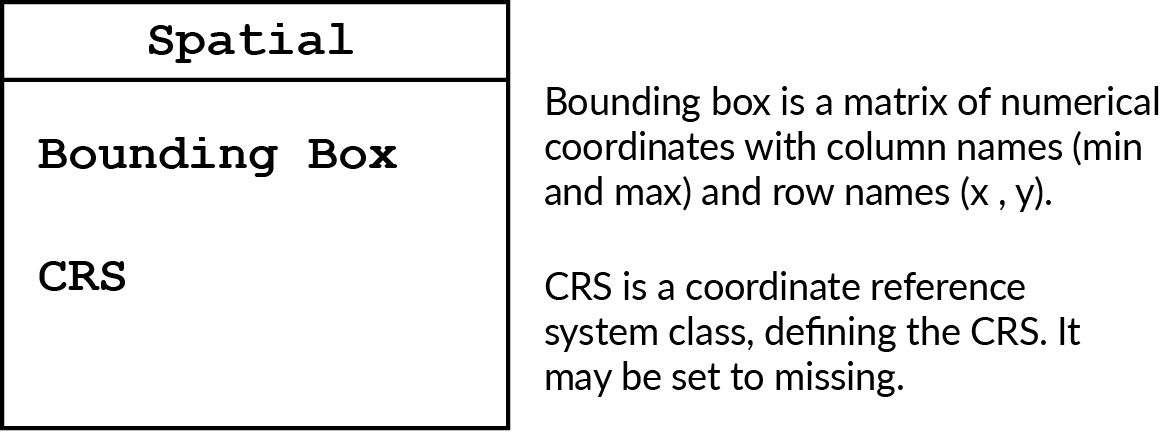 Spatial
Bounding Box
CRS
Bounding box is a matrix of numerical
coordinates with column names (min
and max) and row names (x , y).
CRS is a coordinate reference
system class, defining the CRS. It
may be set to missing.